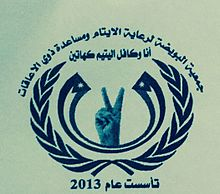 جمعية البويضة لرعاية الايتام ومساعدة ذوي الاعاقات
أنا وكافل اليتيم كهاتين
تأسست عام 2013